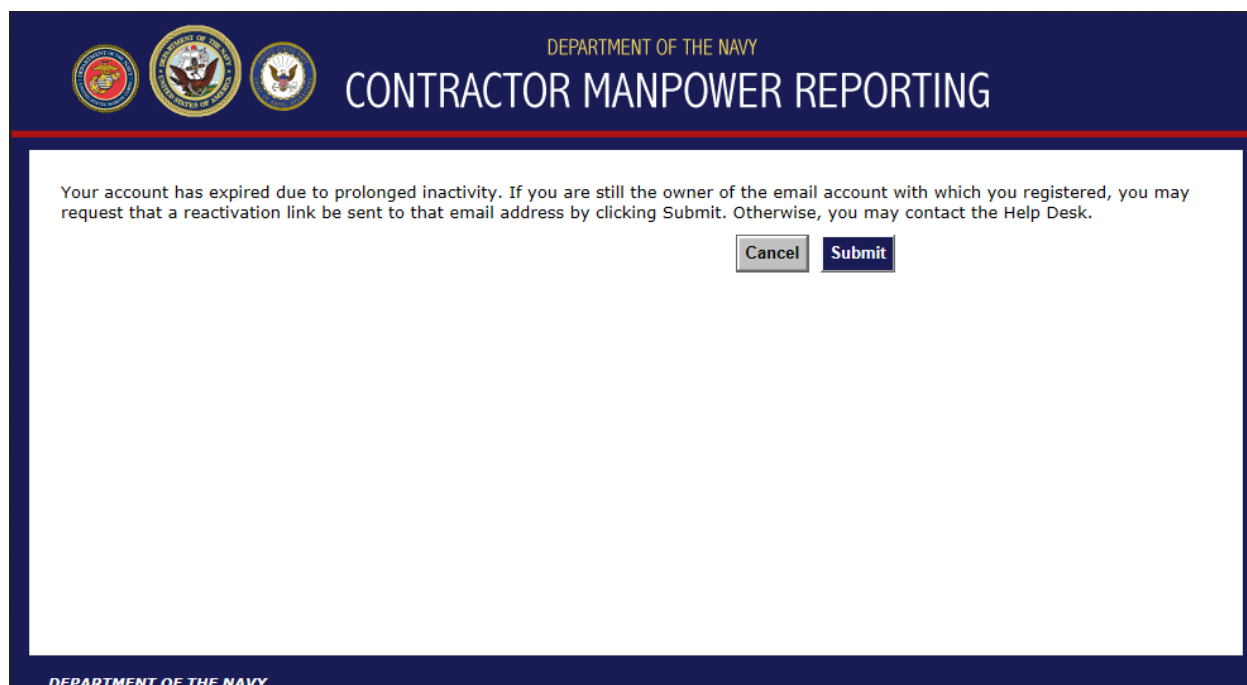 DEPARTMENT OF THE NAVY
CONTRACTOR MANPOWER REPORTING
Your account has expired due to prolonged inactivity. If you are still the owner of the email account with which you registered, you may
request that a reactivation link be sent to that email address by clicking Submit. Otherwise, you may contact the Help Desk.
Cancel Submit
DEPARTMENT OF THE NAVY